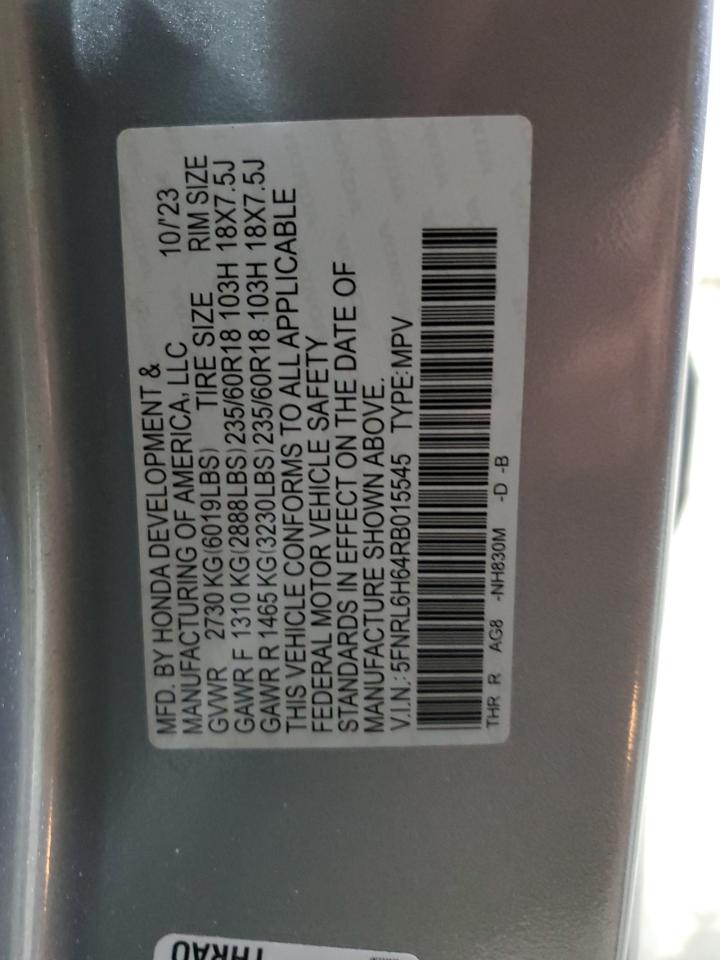 MFD. BY HONDA DEVELOPMENT &
MANUFACTURING OF AMERICA, LLC 10/'23
GVWR 2730 KG(6019LBS) TIRE SIZE RIM SIZE
GAWR F 1310 KG(2888LBS)235/60R18 103H 18X7.5J
GAWR R 1465 KG(3230LBS)235/60R18 103H 18X7.5J
THIS VEHICLE CONFORMS TO ALL APPLICABLE
FEDERAL MOTOR VEHICLE SAFETY
STANDARDS IN EFFECT ON THE DATE OF
MANUFACTURE SHOWN ABOVE.
V.I.N.: 5FNRL6H64RB015545 TYPE:MPV
THR R AG8 -NH830M -D -B